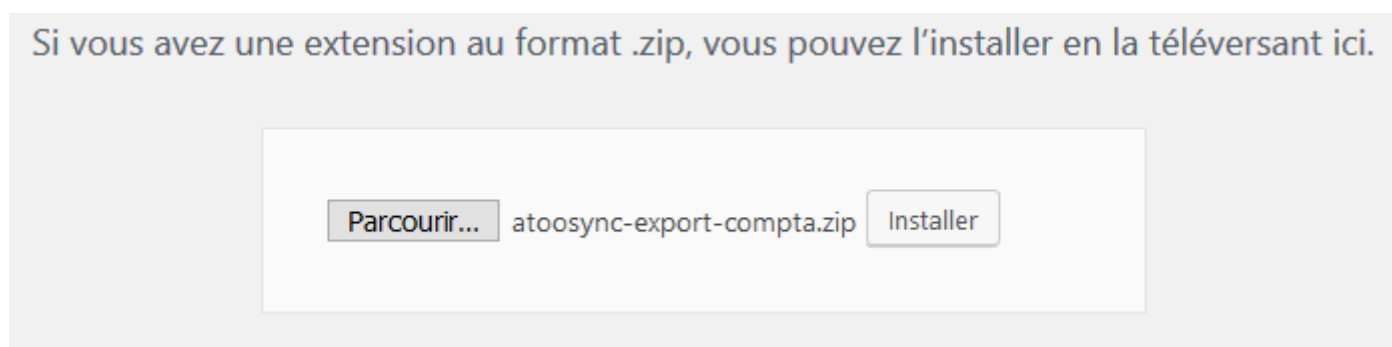 Si vous avez une extension au format .zip, vous pouvez l’installer en la téléversant ici.
Parcourir... atoosync-export-compta.zip Installer